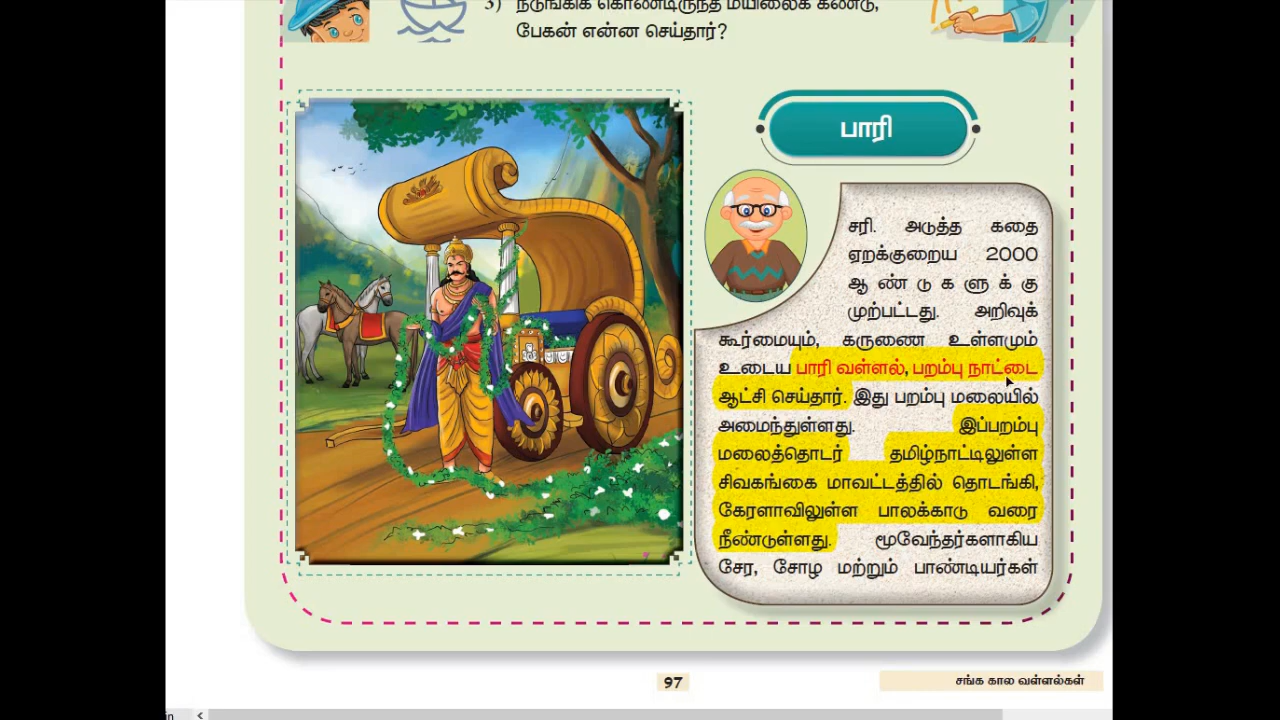 3) நடுங்கிக் கொண்டிருந்த மயிலைக் கண்டு,
பேகன் என்ன செய்தார்?
பாரி
சரி. அடுத்த கதை
ஏறக்குறைய 2000
ஆண்டுகளுக்கு
முற்பட்டது. அறிவுக்
கூர்மையும், கருணை உள்ளமும்
உடைய பாரி வள்ளல், பறம்பு நாட்டை
ஆட்சி செய்தார். இது பறம்பு மலையில்
அமைந்துள்ளது. இப்பறம்பு
மலைத்தொடர் தமிழ்நாட்டிலுள்ள
சிவகங்கை மாவட்டத்தில் தொடங்கி,
கேரளாவிலுள்ள பாலக்காடு வரை
நீண்டுள்ளது. மூவேந்தர்களாகிய
சேர, சோழ மற்றும் பாண்டியர்கள்
97
சங்க கால வள்ளல்கள்
in